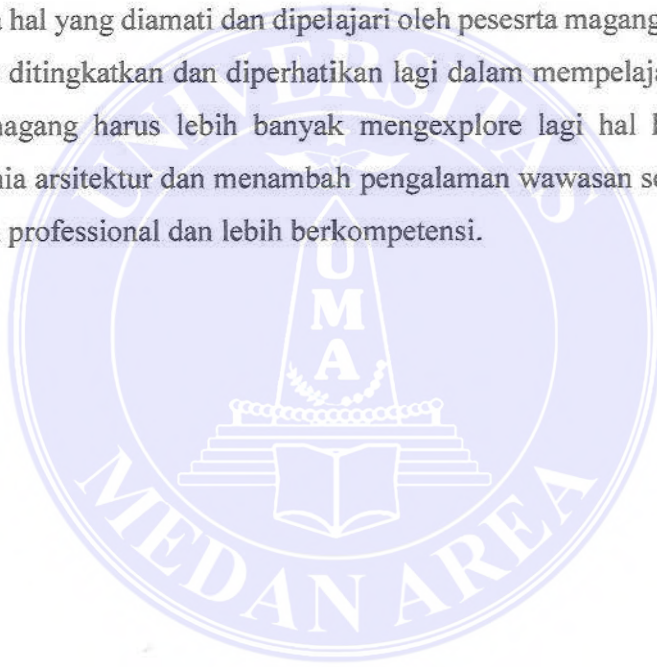 hal yang diamati dan dipelajari oleh pesesrta magang
ditingkatkan dan diperhatikan lagi dalam mempelaja
magang harus lebih banyak mengexplore lagi hal
nia arsitektur dan menambah pengalaman wawasan se
professional dan lebih berkompetensi.
UNIVERSITAS
UMA
MEDAN AREA